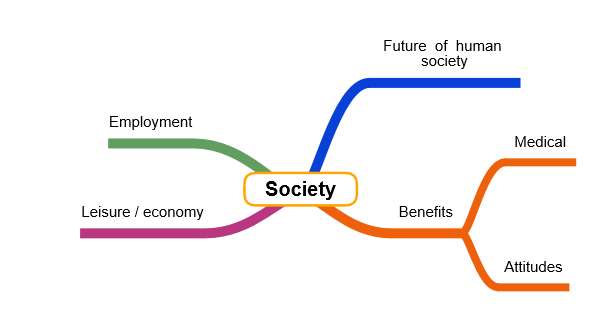 Future of human
society
Employment
Medical
Society
Leisure / economy
Benefits
Attitudes